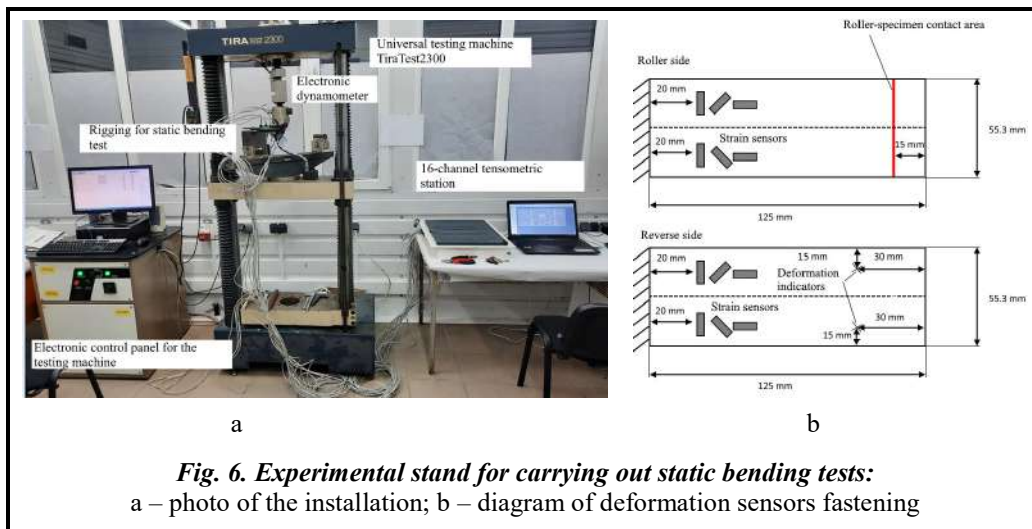 TIRA test 2300
Universal testing machine
TiraTest2300
Electronic
dynamometer
Rigging for static bending
test
16-channel tensometric
station
Electronic control panel for the
testing machine
a
Roller-specimen contact area
Roller side
20 mm
Strain sensors
20 mm
15 mm
55.3 mm
125 mm
Reverse side
20 mm
15 mm
30 mm
Deformation
indicators
Strain sensors
20 mm
30 mm
15 mm
55.3 mm
125 mm
b
Fig. 6. Experimental stand for carrying out static bending tests:
a – photo of the installation; b – diagram of deformation sensors fastening